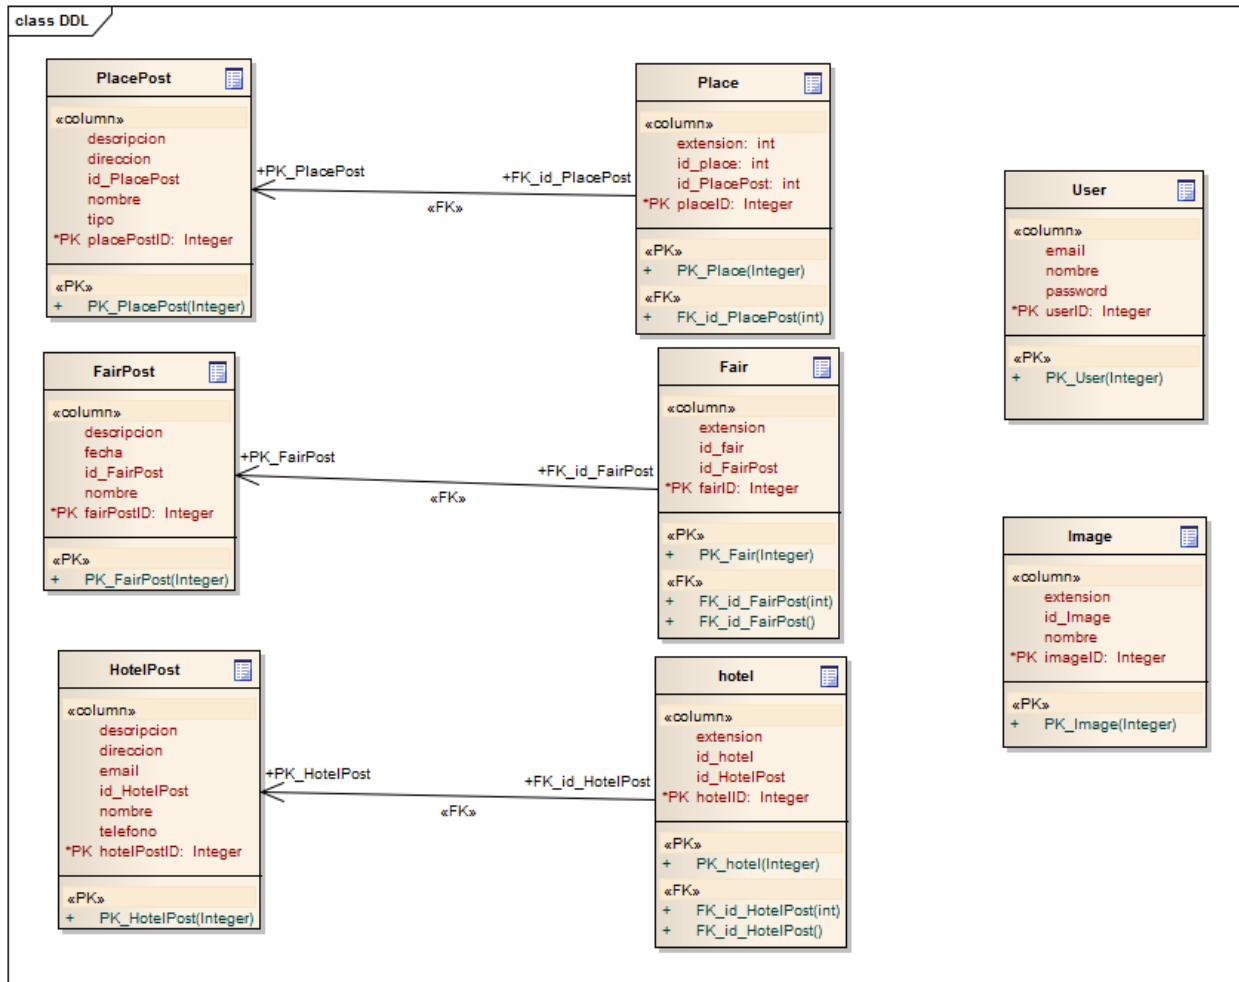 class DDL
PlacePost
«column»
descripcion
direccion
id_PlacePost
nombre
tipo
*PK placePostID: Integer
«PK»
+ PK_PlacePost(Integer)
+PK_PlacePost
+FK_id_PlacePost
«FK»
Place
«column»
extension: int
id_place: int
id_PlacePost: int
*PK placeID: Integer
«PK»
+ PK_Place(Integer)
«FK»
+ FK_id_PlacePost(int)
User
«column»
email
nombre
password
*PK userID: Integer
«PK»
+ PK_User(Integer)
FairPost
«column»
descripcion
fecha
id_FairPost
nombre
*PK fairPostID: Integer
«PK»
+ PK_FairPost(Integer)
+PK_FairPost
+FK_id_FairPost
«FK»
Fair
«column»
extension
id_fair
id_FairPost
*PK fairID: Integer
«PK»
+ PK_Fair(Integer)
«FK»
+ FK_id_FairPost(int)
+ FK_id_FairPost()
Image
«column»
extension
id_Image
nombre
*PK imageID: Integer
«PK»
+ PK_Image(Integer)
HotelPost
«column»
descripcion
direccion
email
id_HotelPost
nombre
telefono
*PK hotelPostID: Integer
«PK»
+ PK_HotelPost(Integer)
+PK_HotelPost
+FK_id_HotelPost
«FK»
hotel
«column»
extension
id_hotel
id_HotelPost
*PK hotelID: Integer
«PK»
+ PK_hotel(Integer)
«FK»
+ FK_id_HotelPost(int)
+ FK_id_HotelPost()